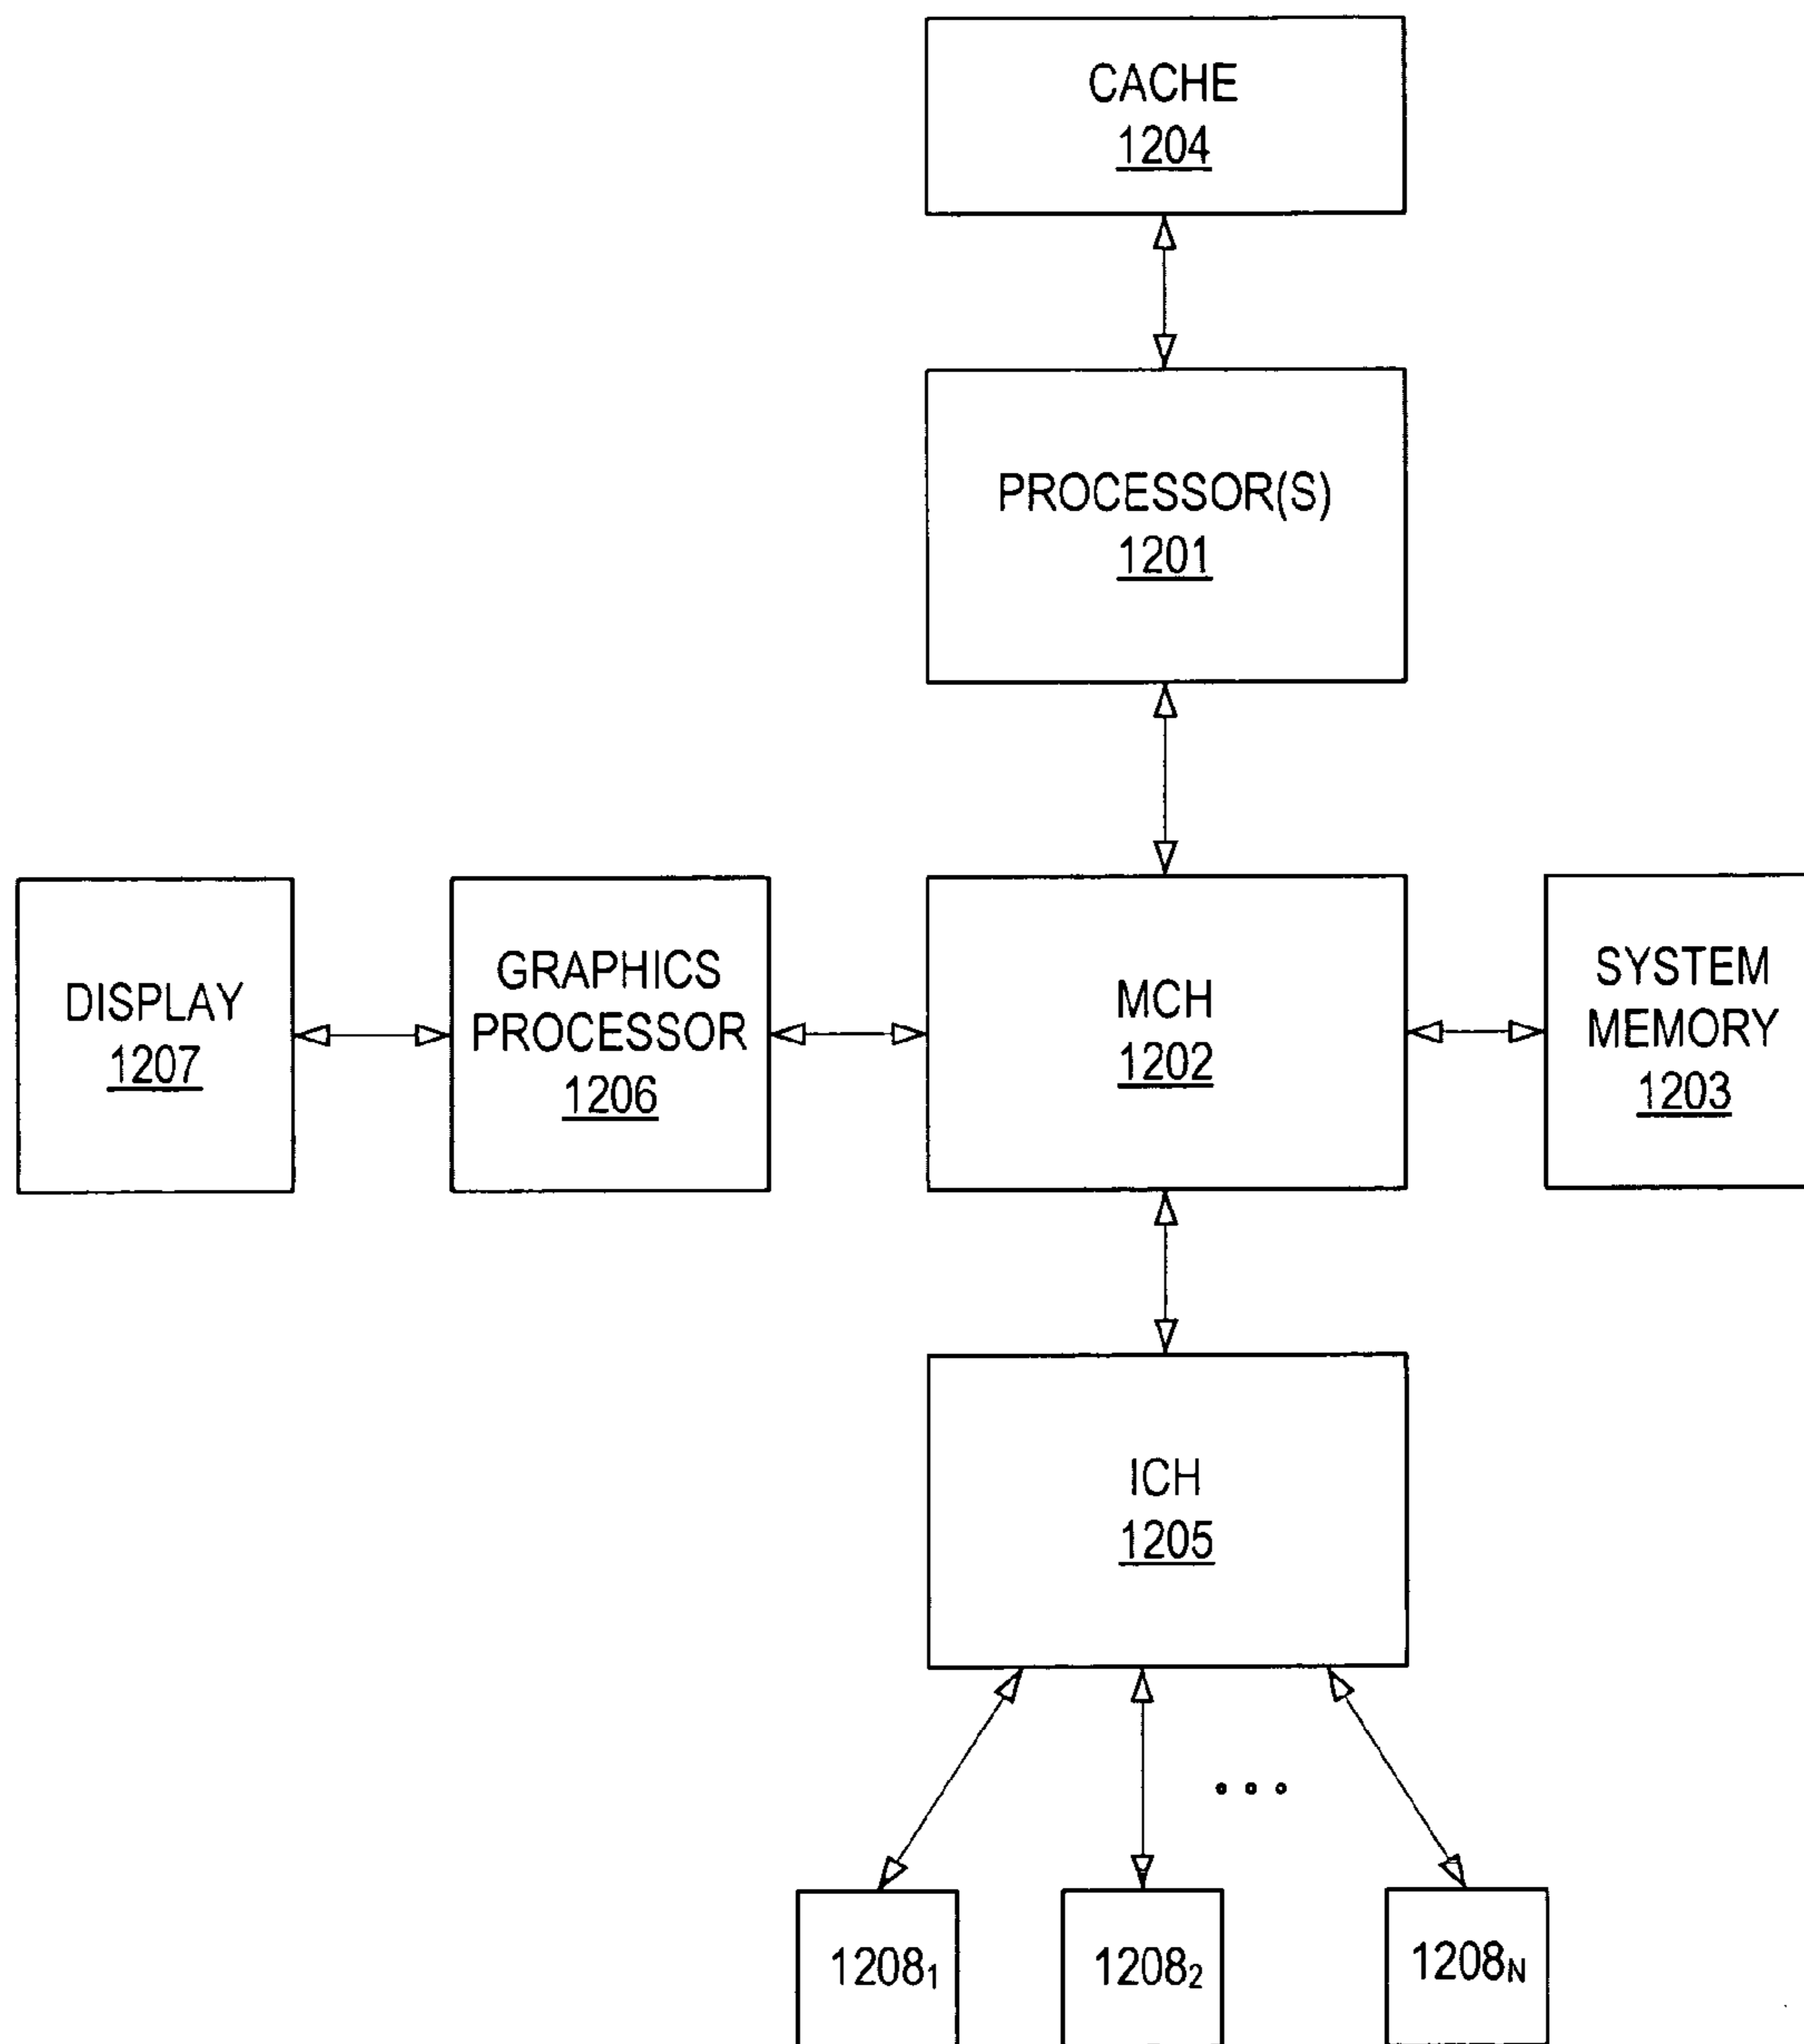 CACHE
1204
PROCESSOR(S)
1201
DISPLAY
1207
GRAPHICS
PROCESSOR
1206
MCH
1202
SYSTEM
MEMORY
1203
ICH
1205
1208₁
1208₂
1208N